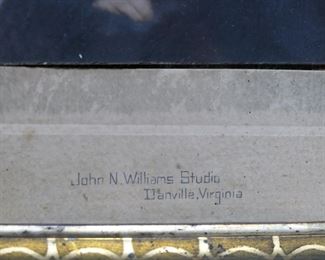 John N. Williams Studio
Danville, Virginia